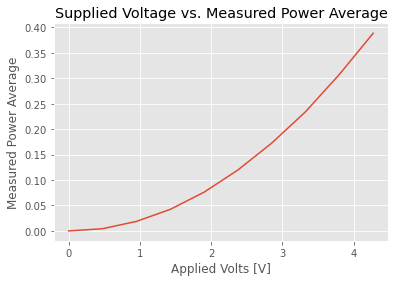 Supplied Voltage vs. Measured Power Average
0.40
0.35
0.30
0.25
0.20
0.15
0.10
0.05
0.00
Measured Power Average
0 1 2 3 4
Applied Volts [V]